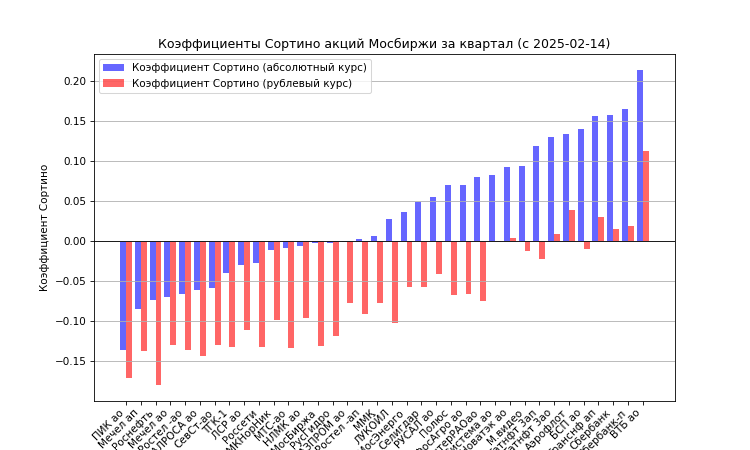 Коэффициенты Сортино акций Мосбиржи за квартал (с 2025-02-14)
Коэффициент Сортино (абсолютный курс)
Коэффициент Сортино (рублевый курс)
Коэффициент Сортино
0.20
0.15
0.10
0.05
0.00
−0.05
−0.10
−0.15
ПИК ао
Мечел ап
Роснефть
Мечел ао
Ростел -ао
АЛРОСА ао
СевСт-ао
ТГК-1
ЛСР ао
Россети
ГМКНорНик
МТС-ао
НЛМК ао
МосБиржа
РусГидро
ГАЗПРОМ ао
Ростел -ап
ММК
ЛУКОЙЛ
МосЭнерго
Селигдар
РУСАЛ ао
Полюс
РосАгро ао
ИнтерРАОао
Система ао
Новатэк ао
М.видео
Татнфт 3ап
Татнфт 3ао
Аэрофлот
БСП ао
Транснф ап
Сбербанк
Сбербанк-п
ВТБ ао